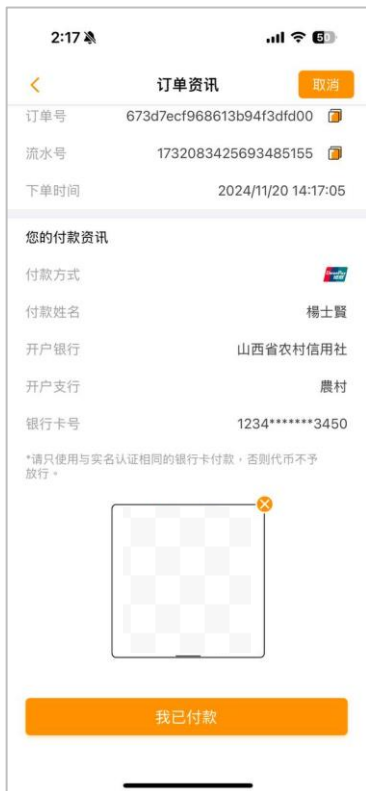 2:17
50
订单资讯
取消
订单号 673d7ecf968613b94f3dfd00
流水号 1732083425693485155
下单时间 2024/11/20 14:17:05
您的付款资讯
付款方式
付款姓名 楊士賢
开户银行 山西省农村信用社
开户支行 農村
银行卡号 1234*******3450
*请只使用与实名认证相同的银行卡付款，否则代币不予
放行。
我已付款